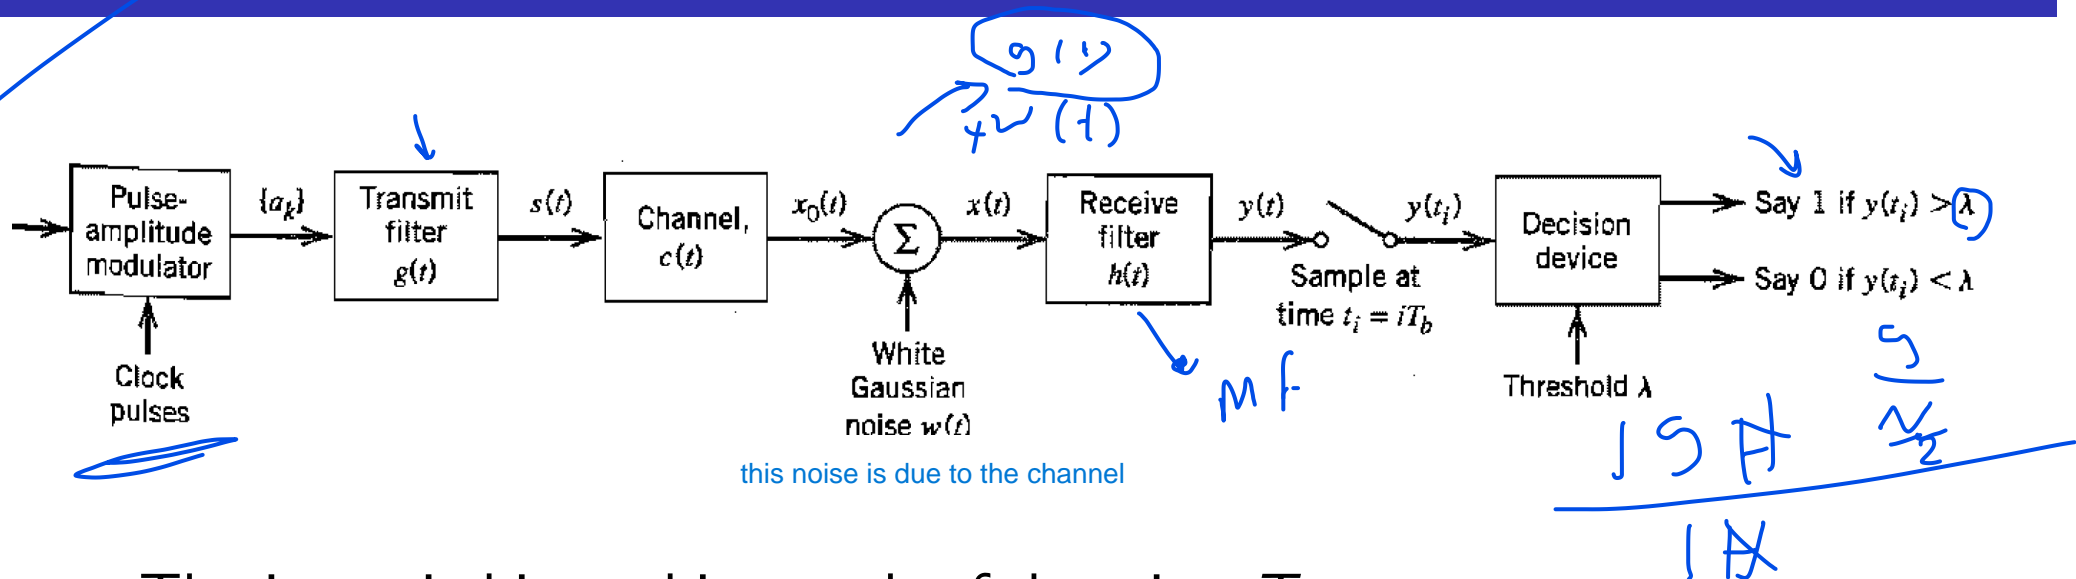 g(t)
+w(t)
Pulse-
amplitude
modulator
{a_k}
Transmit
filter
g(t)
s(t)
Channel,
c(t)
x_0(t)
Σ
x(t)
Receive
filter
h(t)
y(t)
y(t_i)
Sample at
time t_i = iT_b
Decision
device
Say 1 if y(t_i) > λ
Say 0 if y(t_i) < λ
Clock
pulses
White
Gaussian
noise w(t)
MF
Threshold λ
this noise is due to the channel